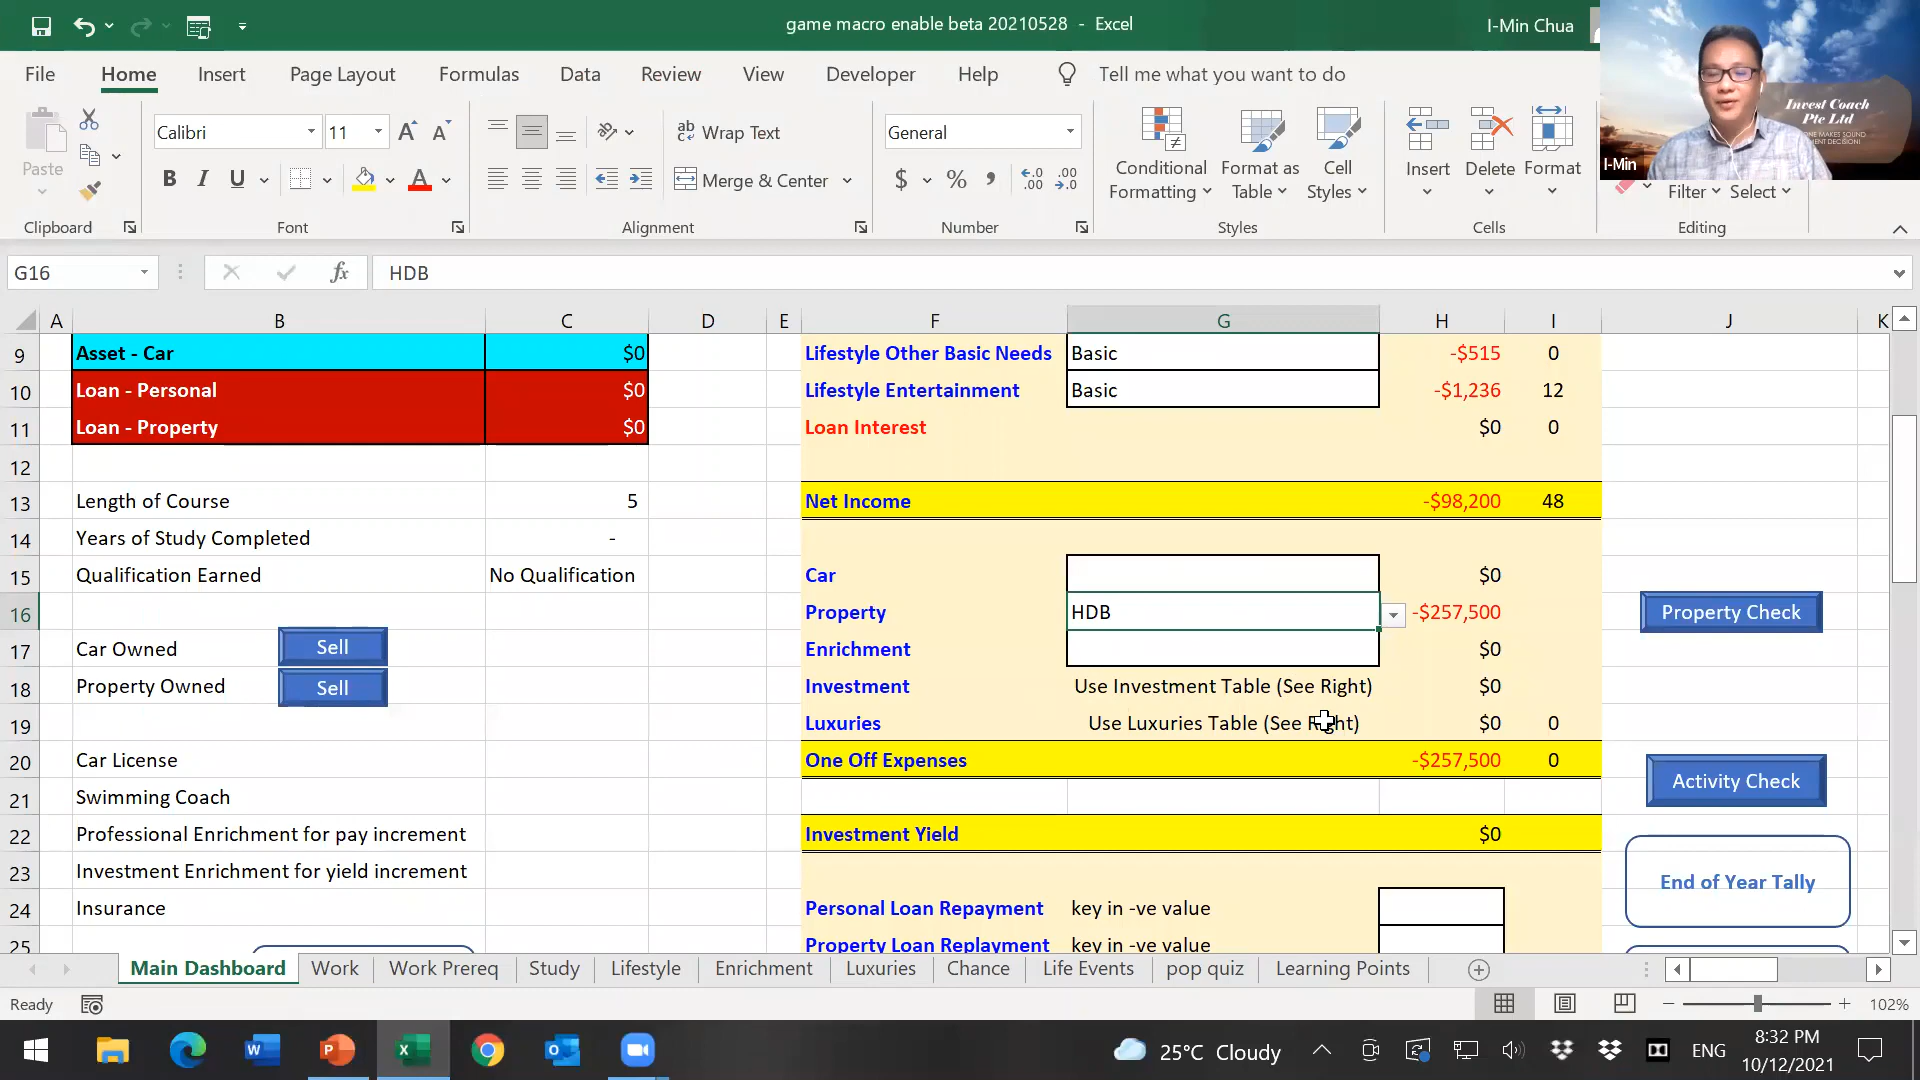 game macro enable beta 20210528 - Excel
I-Min Chua
File Home Insert Page Layout Formulas Data Review View Developer Help Tell me what you want to do
Paste
Calibri 11
Wrap Text
General
Conditional Formatting
Format as Table
Cell Styles
Insert
Delete
Format
B I U
Merge & Center
$ %
Filter
Select
Clipboard
Font
Alignment
Number
Styles
Cells
Editing
Invest Coach
Pte Ltd
I-Min
G16
fx
HDB
A B C D E F G H I J K
9 Asset - Car $0 Lifestyle Other Basic Needs Basic -$515 0
10 Loan - Personal $0 Lifestyle Entertainment Basic -$1,236 12
11 Loan - Property $0 Loan Interest $0 0
12
13 Length of Course 5 Net Income -$98,200 48
14 Years of Study Completed -
15 Qualification Earned No Qualification Car $0
16 Property HDB -$257,500 Property Check
17 Car Owned Sell Enrichment $0
18 Property Owned Sell Investment Use Investment Table (See Right) $0
19 Luxuries Use Luxuries Table (See Right) $0 0
20 Car License One Off Expenses -$257,500 0 Activity Check
21 Swimming Coach
22 Professional Enrichment for pay increment Investment Yield $0
23 Investment Enrichment for yield increment End of Year Tally
24 Insurance Personal Loan Repayment key in -ve value
25 Property Loan Replayment key in -ve value
Main Dashboard Work Work Prereq Study Lifestyle Enrichment Luxuries Chance Life Events pop quiz Learning Points
Ready
102%
25°C Cloudy
ENG
8:32 PM
10/12/2021